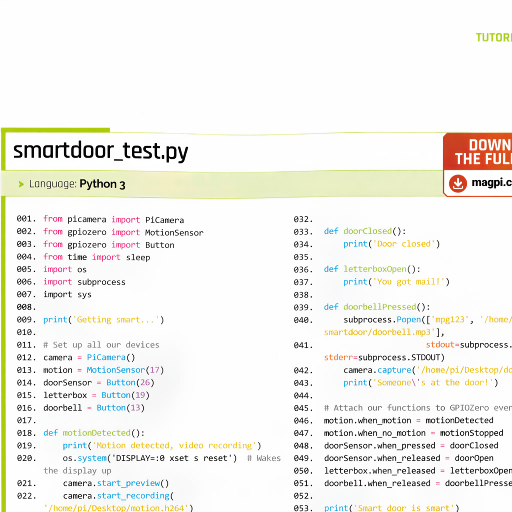 TUTORI
smartdoor_test.py
DOWN
THE FULL
Language: Python 3
magpi.c
001. from picamera import PiCamera
002. from gpiozero import MotionSensor
003. from gpiozero import Button
004. from time import sleep
005. import os
006. import subprocess
007. import sys
008.
009. print('Getting smart...')
010.
011. # Set up all our devices
012. camera = PiCamera()
013. motion = MotionSensor(17)
014. doorSensor = Button(26)
015. letterbox = Button(19)
016. doorbell = Button(13)
017.
018. def motionDetected():
019. print('Motion detected, video recording')
020. os.system('DISPLAY=:0 xset s reset') # Wakes
the display up
021. camera.start_preview()
022. camera.start_recording(
'/home/pi/Desktop/motion.h264')
032.
033. def doorClosed():
034. print('Door closed')
035.
036. def letterboxOpen():
037. print('You got mail!')
038.
039. def doorbellPressed():
040. subprocess.Popen(['mpg123', '/home/
smartdoor/doorbell.mp3'],
041. stdout=subprocess.
stderr=subprocess.STDOUT)
042. camera.capture('/home/pi/Desktop/do
043. print('Someone\'s at the door!')
044.
045. # Attach our functions to GPIOZero even
046. motion.when_motion = motionDetected
047. motion.when_no_motion = motionStopped
048. doorSensor.when_pressed = doorClosed
049. doorSensor.when_released = doorOpen
050. letterbox.when_released = letterboxOpen
051. doorbell.when_released = doorbellPresse
052.
053. print('Smart door is smart')